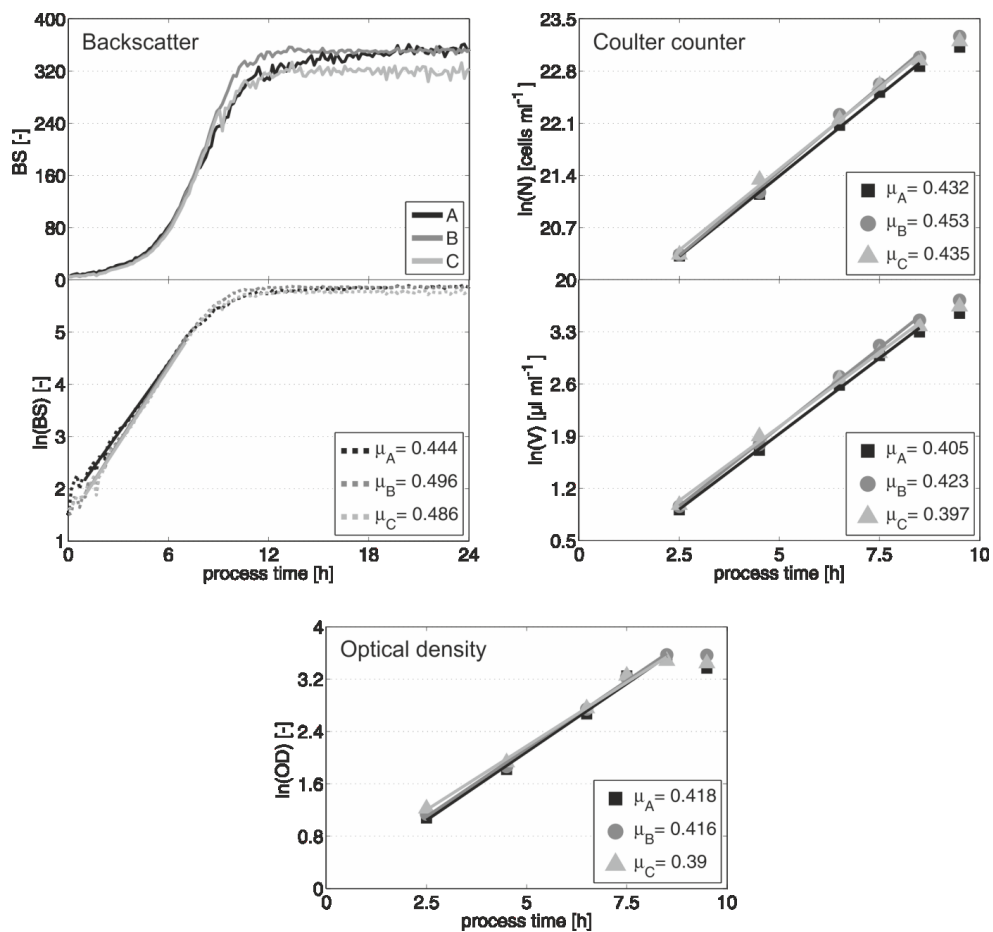 Backscatter
BS [-]
400
320
240
160
80
0
A
B
C
ln(BS) [-]
5
4
3
2
1
μA= 0.444
μB= 0.496
μC= 0.486
0 6 12 18 24
process time [h]
Coulter counter
ln(N) [cells ml-1]
23.5
22.8
22.1
21.4
20.7
20
μA= 0.432
μB= 0.453
μC= 0.435
ln(V) [µl ml-1]
3.3
2.6
1.9
1.2
0.5
μA= 0.405
μB= 0.423
μC= 0.397
0 2.5 5 7.5 10
process time [h]
Optical density
ln(OD) [-]
4
3.2
2.4
1.6
0.8
0
μA= 0.418
μB= 0.416
μC= 0.39
0 2.5 5 7.5 10
process time [h]